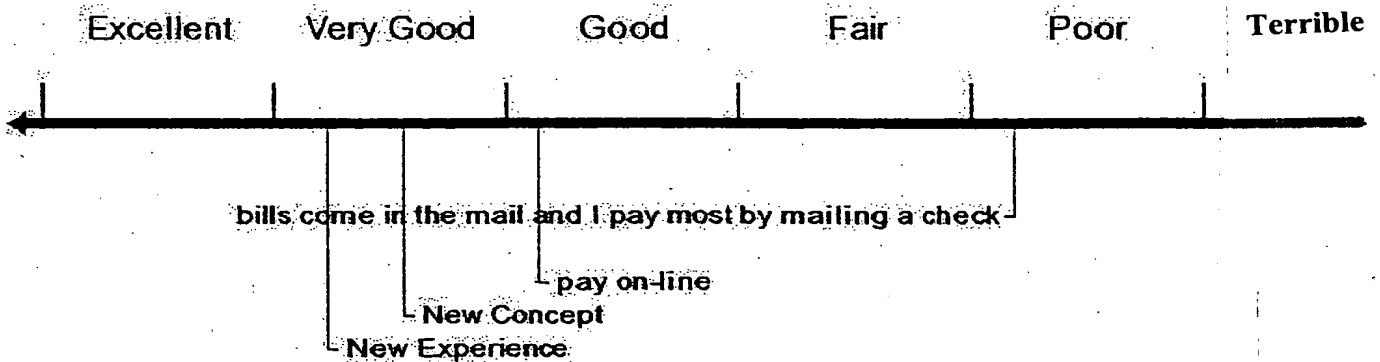 Excellent Very Good Good Fair Poor Terrible
bills come in the mail and I pay most by mailing a check
pay on-line
New Concept
New Experience